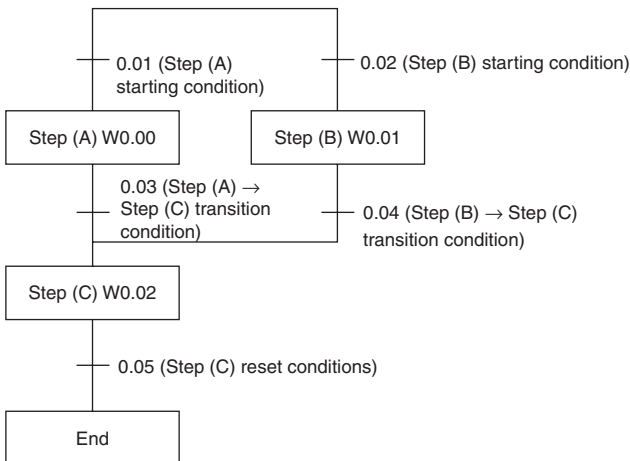 0.01 (Step (A)
starting condition)
0.02 (Step (B) starting condition)
Step (A) W0.00
Step (B) W0.01
0.03 (Step (A) →
Step (C) transition
condition)
0.04 (Step (B) → Step (C)
transition condition)
Step (C) W0.02
0.05 (Step (C) reset conditions)
End